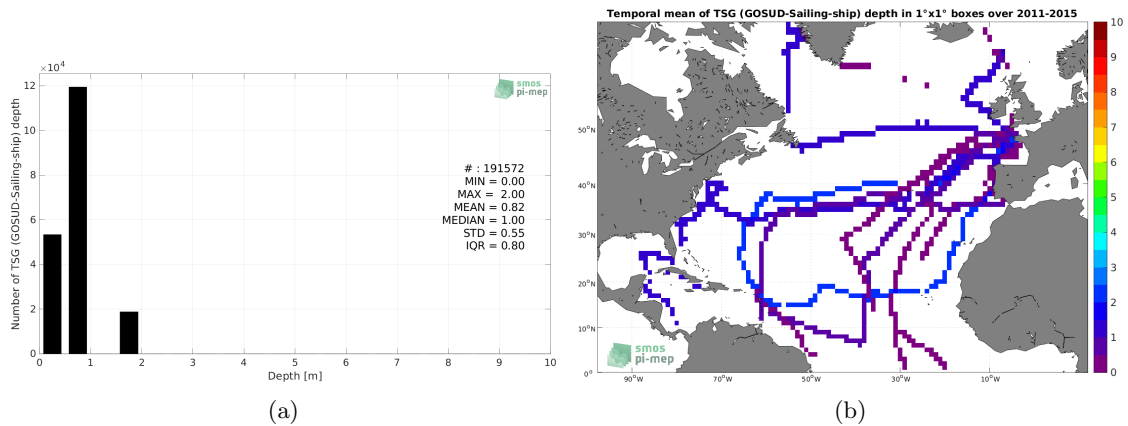 ×10⁴
12
10
8
6
4
2
0
Number of TSG (GOSUD-Sailing-ship) depth
smos
pi-mep
# : 191572
MIN = 0.00
MAX = 2.00
MEAN = 0.82
MEDIAN = 1.00
STD = 0.55
IQR = 0.80
0 1 2 3 4 5 6 7 8 9 10
Depth [m]
(a)
Temporal mean of TSG (GOSUD-Sailing-ship) depth in 1°x1° boxes over 2011-2015
50°N
40°N
30°N
20°N
10°N
0°
smos
pi-mep
90°W 70°W 50°W 30°W 10°W
10
9
8
7
6
5
4
3
2
1
0
(b)